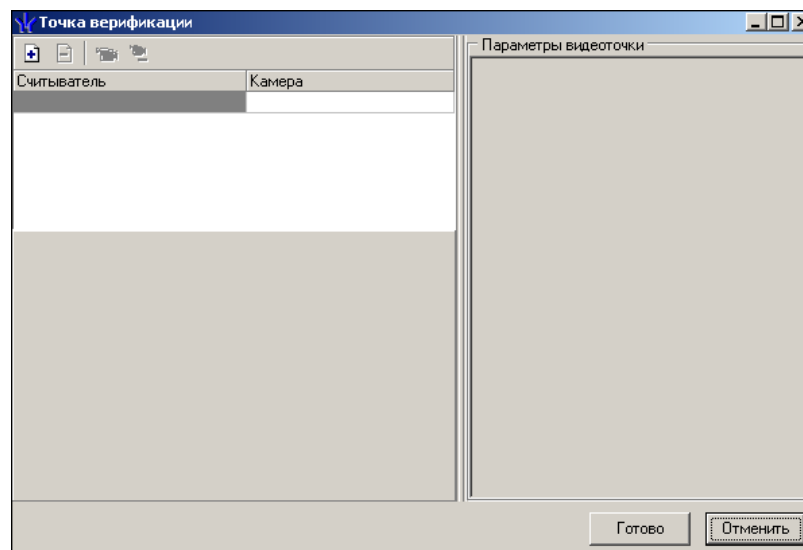 Точка верификации
Параметры видеоточки
Считыватель Камера
Готово Отменить